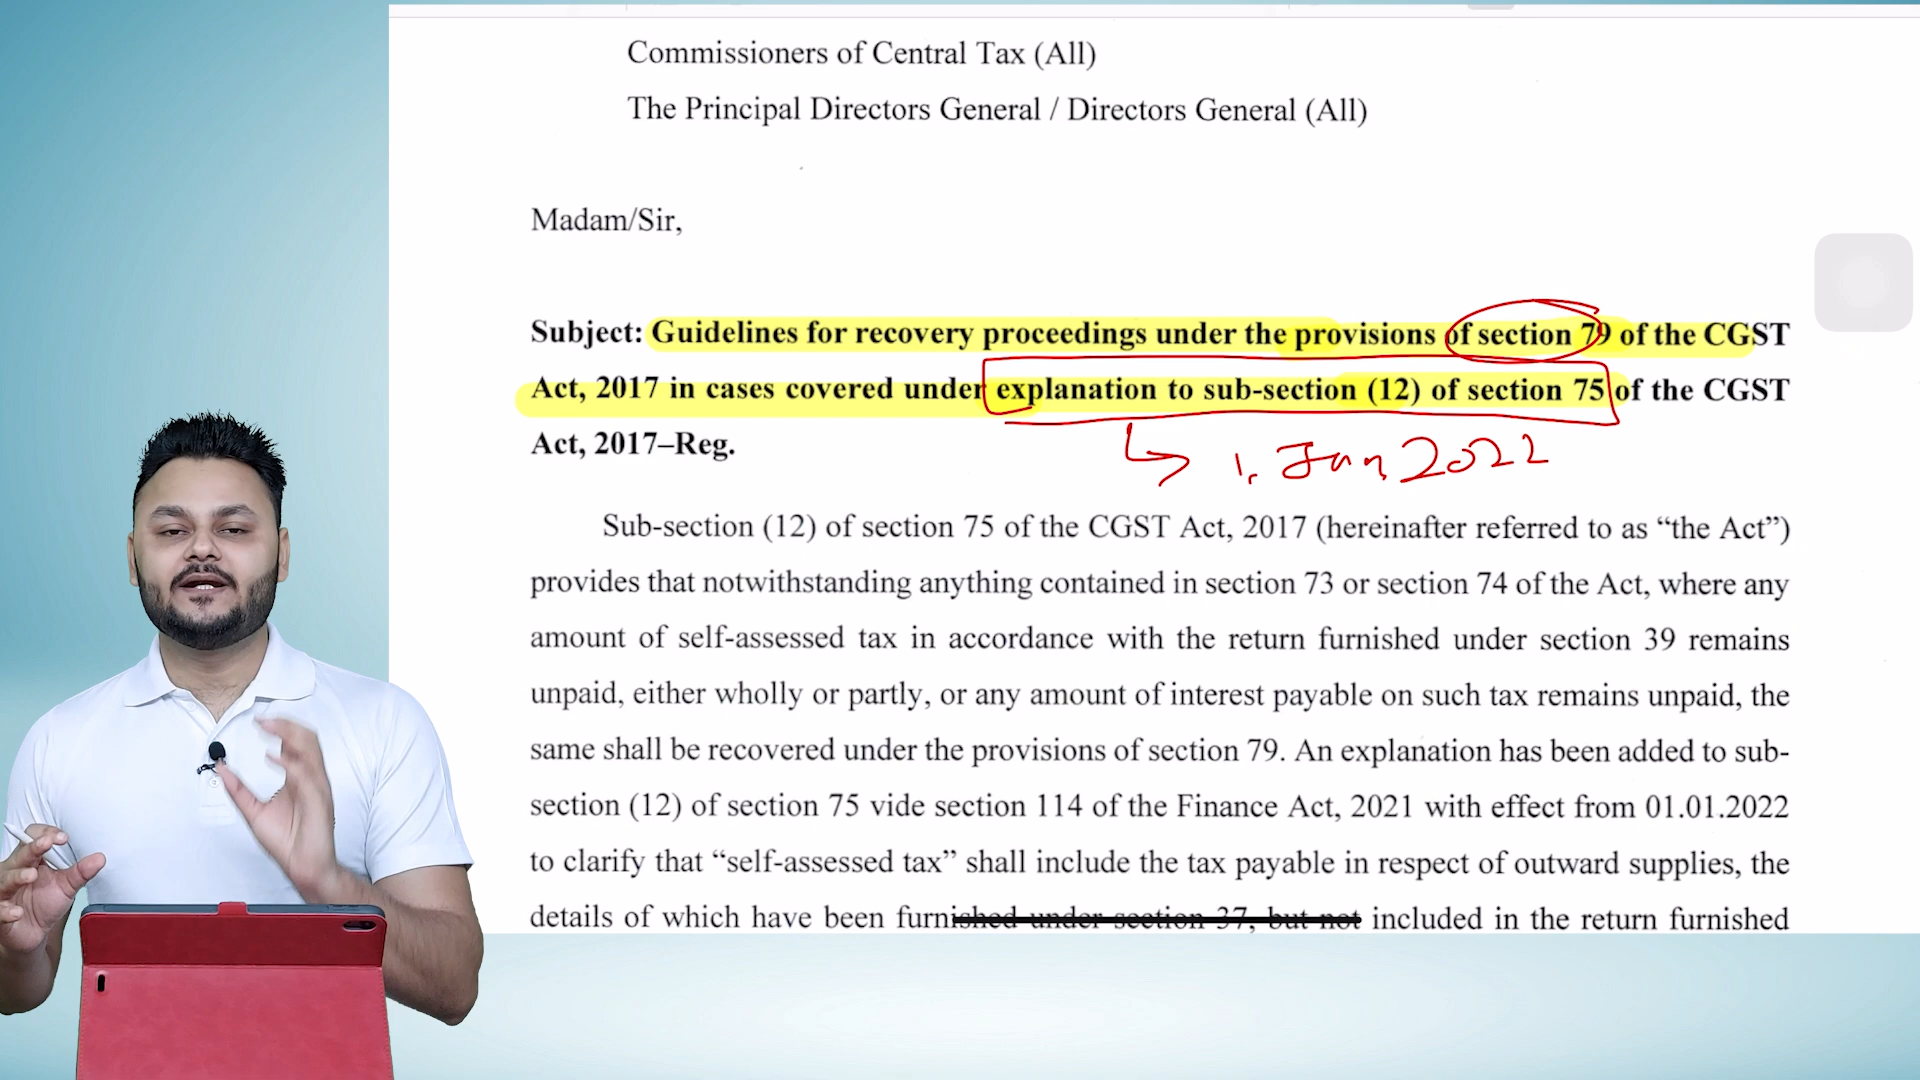 Commissioners of Central Tax (All)
The Principal Directors General / Directors General (All)
Madam/Sir,
Subject: Guidelines for recovery proceedings under the provisions of section 79 of the CGST
Act, 2017 in cases covered under explanation to sub-section (12) of section 75 of the CGST
Act, 2017–Reg.
1. Jan, 2022
Sub-section (12) of section 75 of the CGST Act, 2017 (hereinafter referred to as “the Act”)
provides that notwithstanding anything contained in section 73 or section 74 of the Act, where any
amount of self-assessed tax in accordance with the return furnished under section 39 remains
unpaid, either wholly or partly, or any amount of interest payable on such tax remains unpaid, the
same shall be recovered under the provisions of section 79. An explanation has been added to sub-
section (12) of section 75 vide section 114 of the Finance Act, 2021 with effect from 01.01.2022
to clarify that “self-assessed tax” shall include the tax payable in respect of outward supplies, the
details of which have been furnished under section 37, but not included in the return furnished